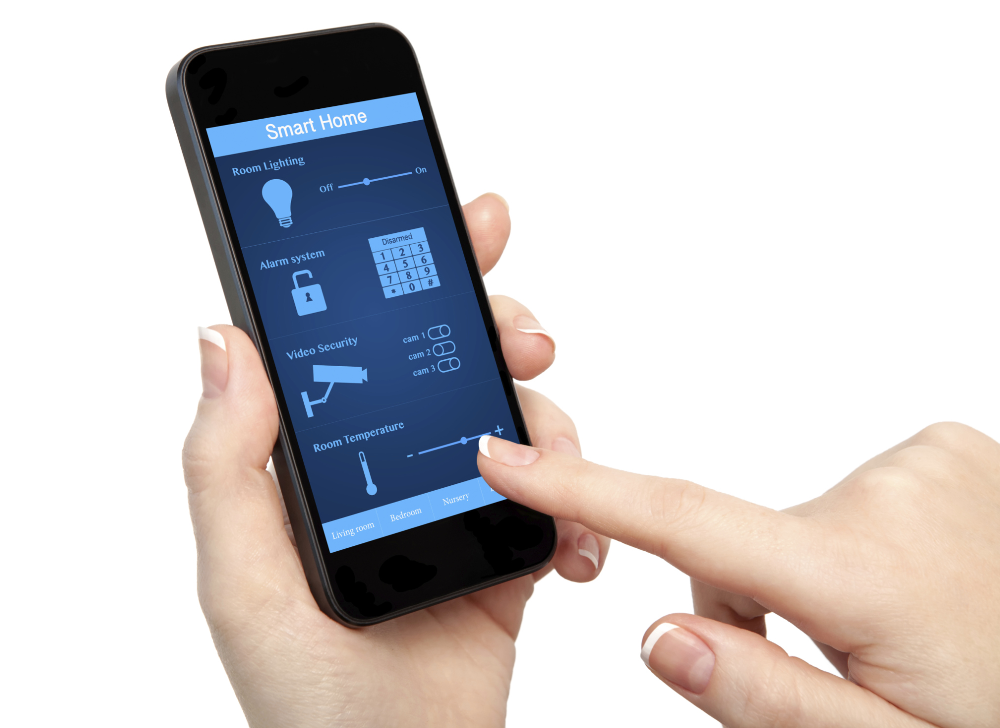 Smart Home
Room Lighting
Off On
Alarm system
Disarmed
1 2 3
4 5 6
7 8 9
* 0 #
Video Security
cam 1
cam 2
cam 3
Room Temperature
- +
Living room Bedroom Nursery